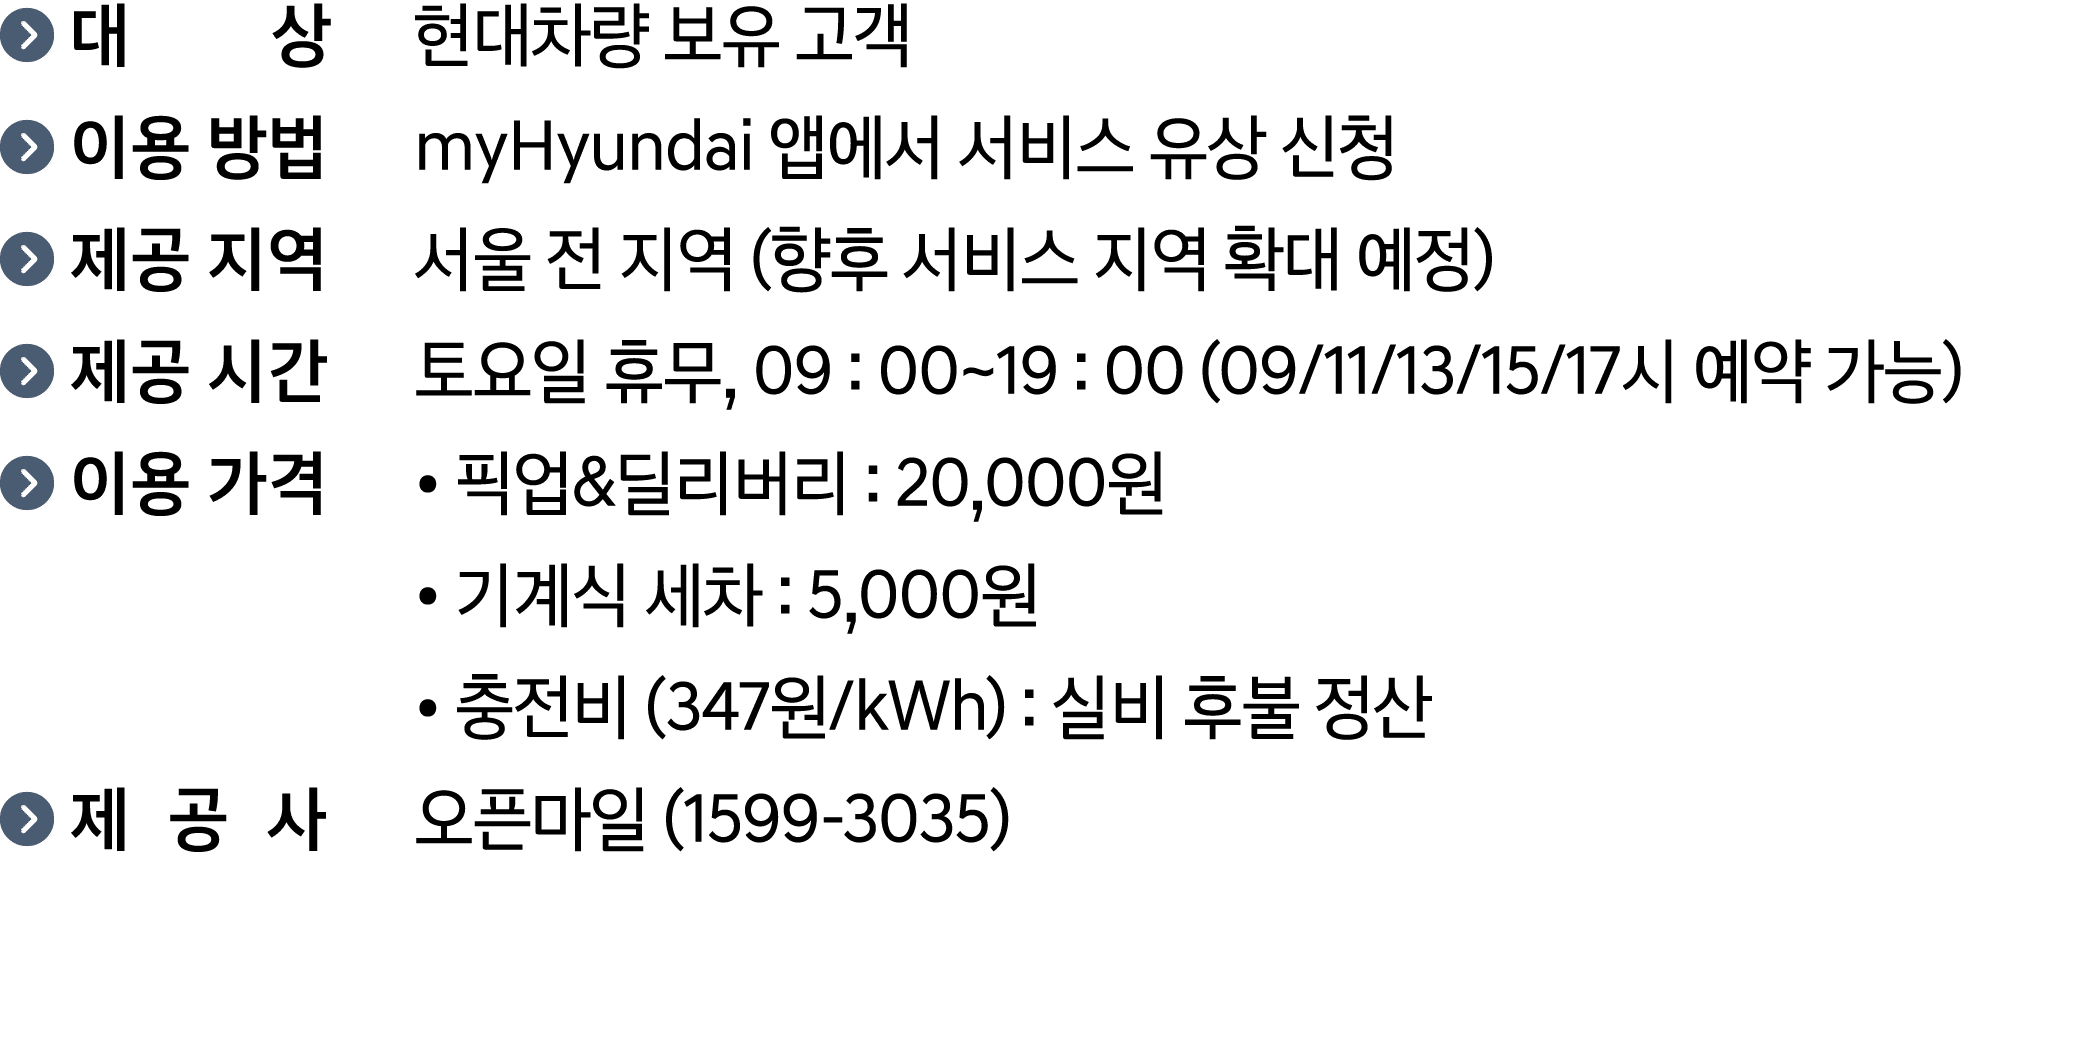 대 상 현대차량 보유 고객
이용 방법 myHyundai 앱에서 서비스 유상 신청
제공 지역 서울 전 지역 (향후 서비스 지역 확대 예정)
제공 시간 토요일 휴무, 09 : 00~19 : 00 (09/11/13/15/17시 예약 가능)
이용 가격 • 픽업&딜리버리 : 20,000원
• 기계식 세차 : 5,000원
• 충전비 (347원/kWh) : 실비 후불 정산
제 공 사 오픈마일 (1599-3035)